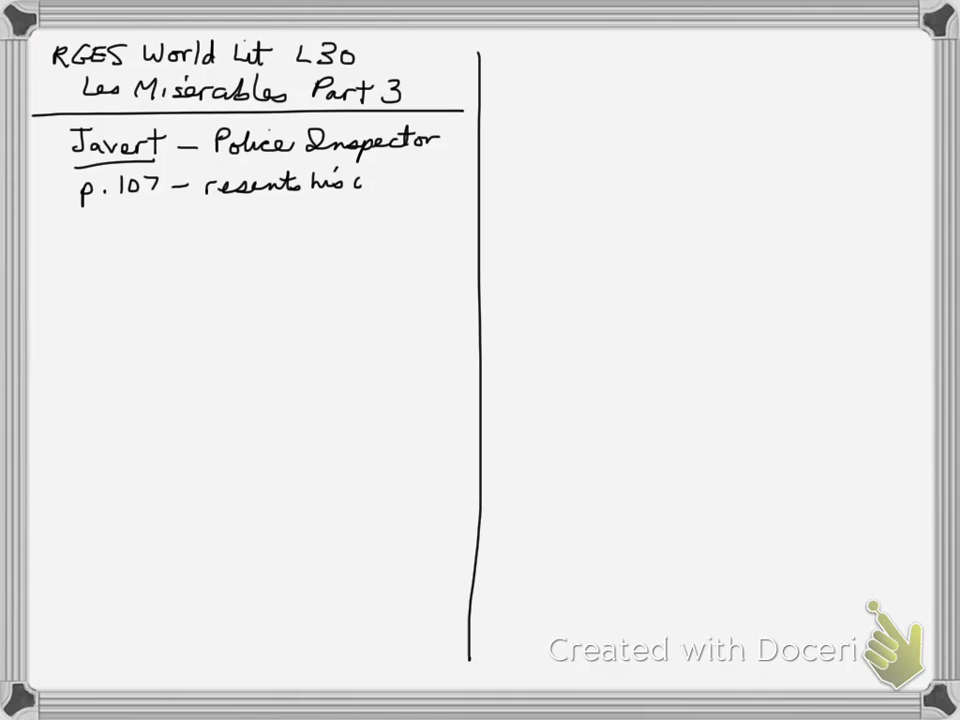 RGES World Lit L30
Les Misérables Part 3
Javert – Police Inspector
p. 107 – resents his c
Created with Doceri